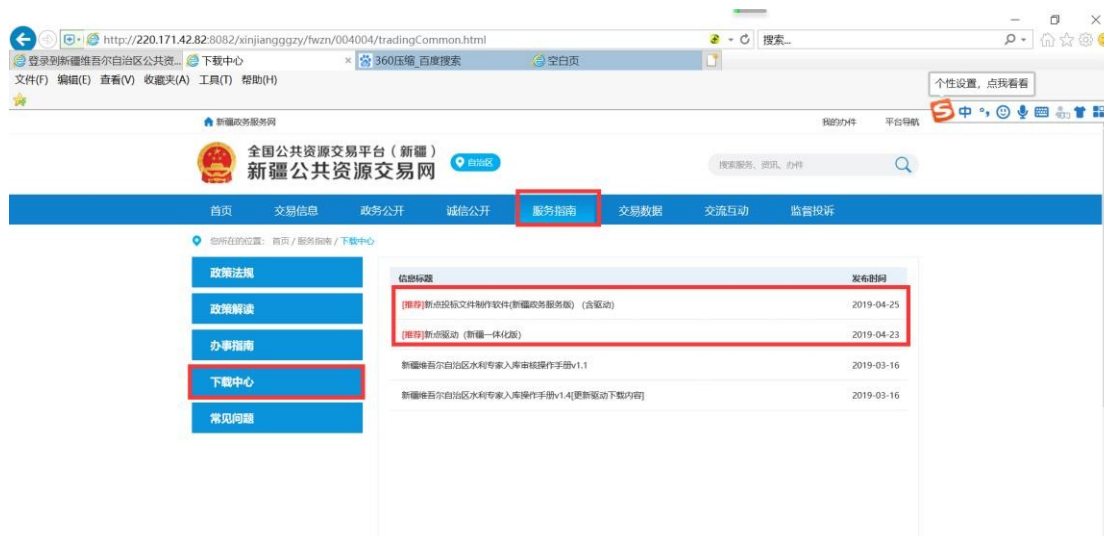 http://220.171.42.82:8082/xinjiangggzy/fwzn/004004/tradingCommon.html
搜索...
登录到新疆维吾尔自治区公共资...
下载中心
360压缩_百度搜索
空白页
文件(F) 编辑(E) 查看(V) 收藏夹(A) 工具(T) 帮助(H)
个性设置，点我看看
中
新疆政务服务网
我的办件 平台导航
全国公共资源交易平台（新疆）
新疆公共资源交易网
自治区
搜索服务、资讯、办件
首页 交易信息 政务公开 诚信公开 服务指南 交易数据 交流互动 监督投诉
您所在的位置： 首页 / 服务指南 / 下载中心
政策法规
政策解读
办事指南
下载中心
常见问题
信息标题 发布时间
[推荐]新点投标文件制作软件(新疆政务服务版)（含驱动） 2019-04-25
[推荐]新点驱动（新疆一体化版） 2019-04-23
新疆维吾尔自治区水利专家入库审核操作手册v1.1 2019-03-16
新疆维吾尔自治区水利专家入库操作手册v1.4[更新驱动下载内容] 2019-03-16